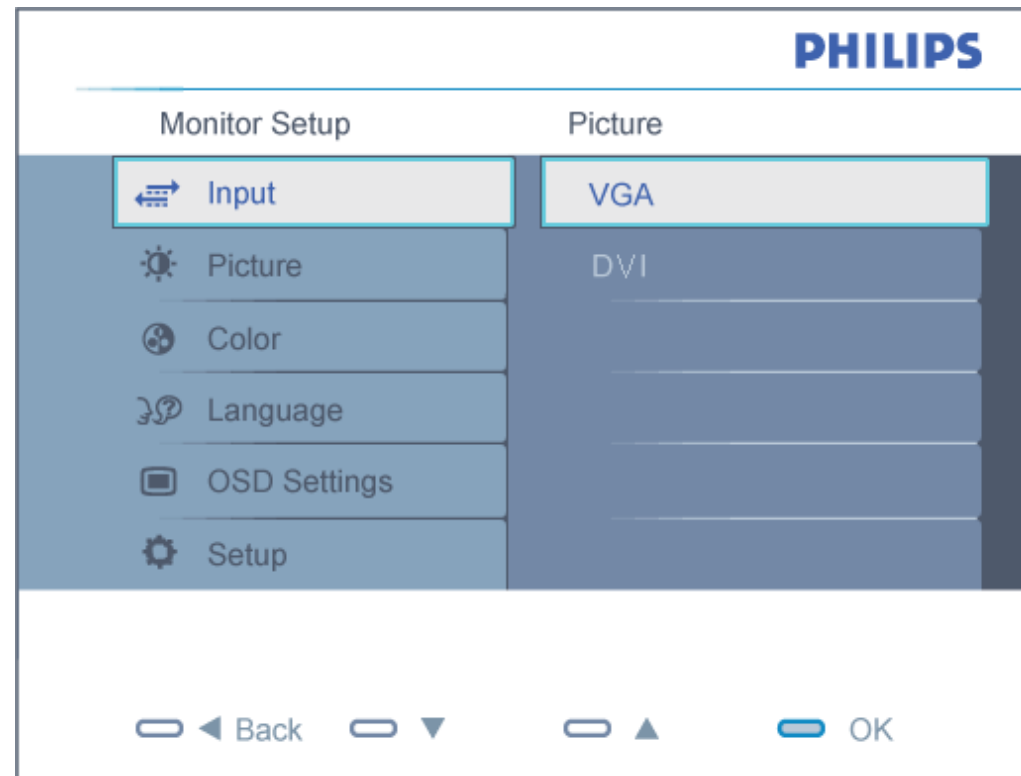 PHILIPS
Monitor Setup Picture
Input VGA
Picture DVI
Color
Language
OSD Settings
Setup
Back OK